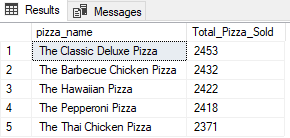 Results Messages
pizza_name Total_Pizza_Sold
1 The Classic Deluxe Pizza 2453
2 The Barbecue Chicken Pizza 2432
3 The Hawaiian Pizza 2422
4 The Pepperoni Pizza 2418
5 The Thai Chicken Pizza 2371